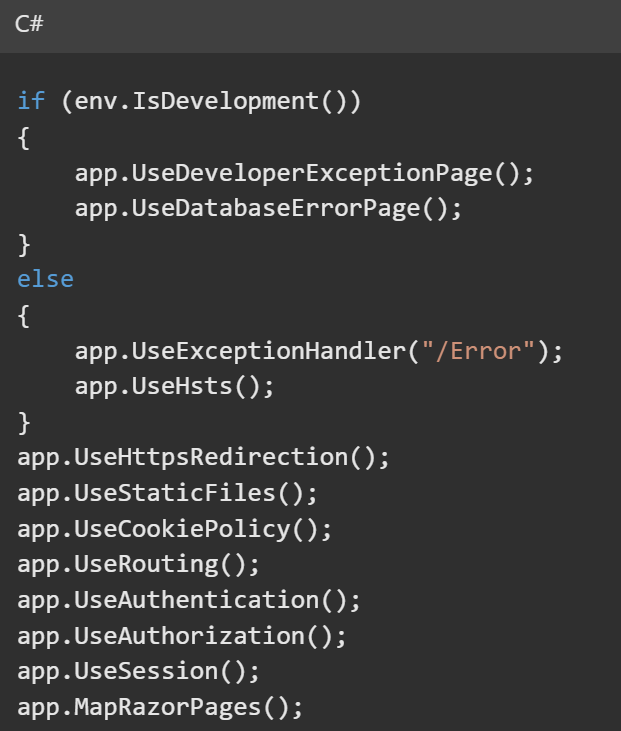 C#
if (env.IsDevelopment())
{
    app.UseDeveloperExceptionPage();
    app.UseDatabaseErrorPage();
}
else
{
    app.UseExceptionHandler("/Error");
    app.UseHsts();
}
app.UseHttpsRedirection();
app.UseStaticFiles();
app.UseCookiePolicy();
app.UseRouting();
app.UseAuthentication();
app.UseAuthorization();
app.UseSession();
app.MapRazorPages();